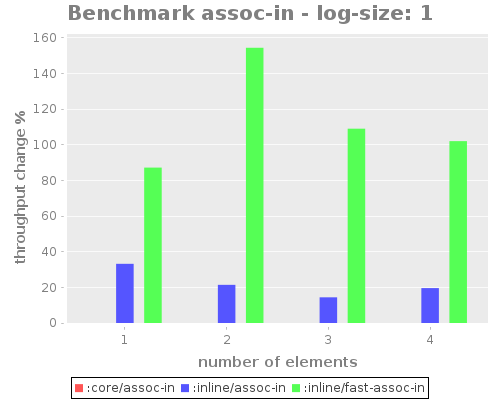 Benchmark assoc-in - log-size: 1
throughput change %
160
140
120
100
80
60
40
20
0
1 2 3 4
number of elements
:core/assoc-in :inline/assoc-in :inline/fast-assoc-in